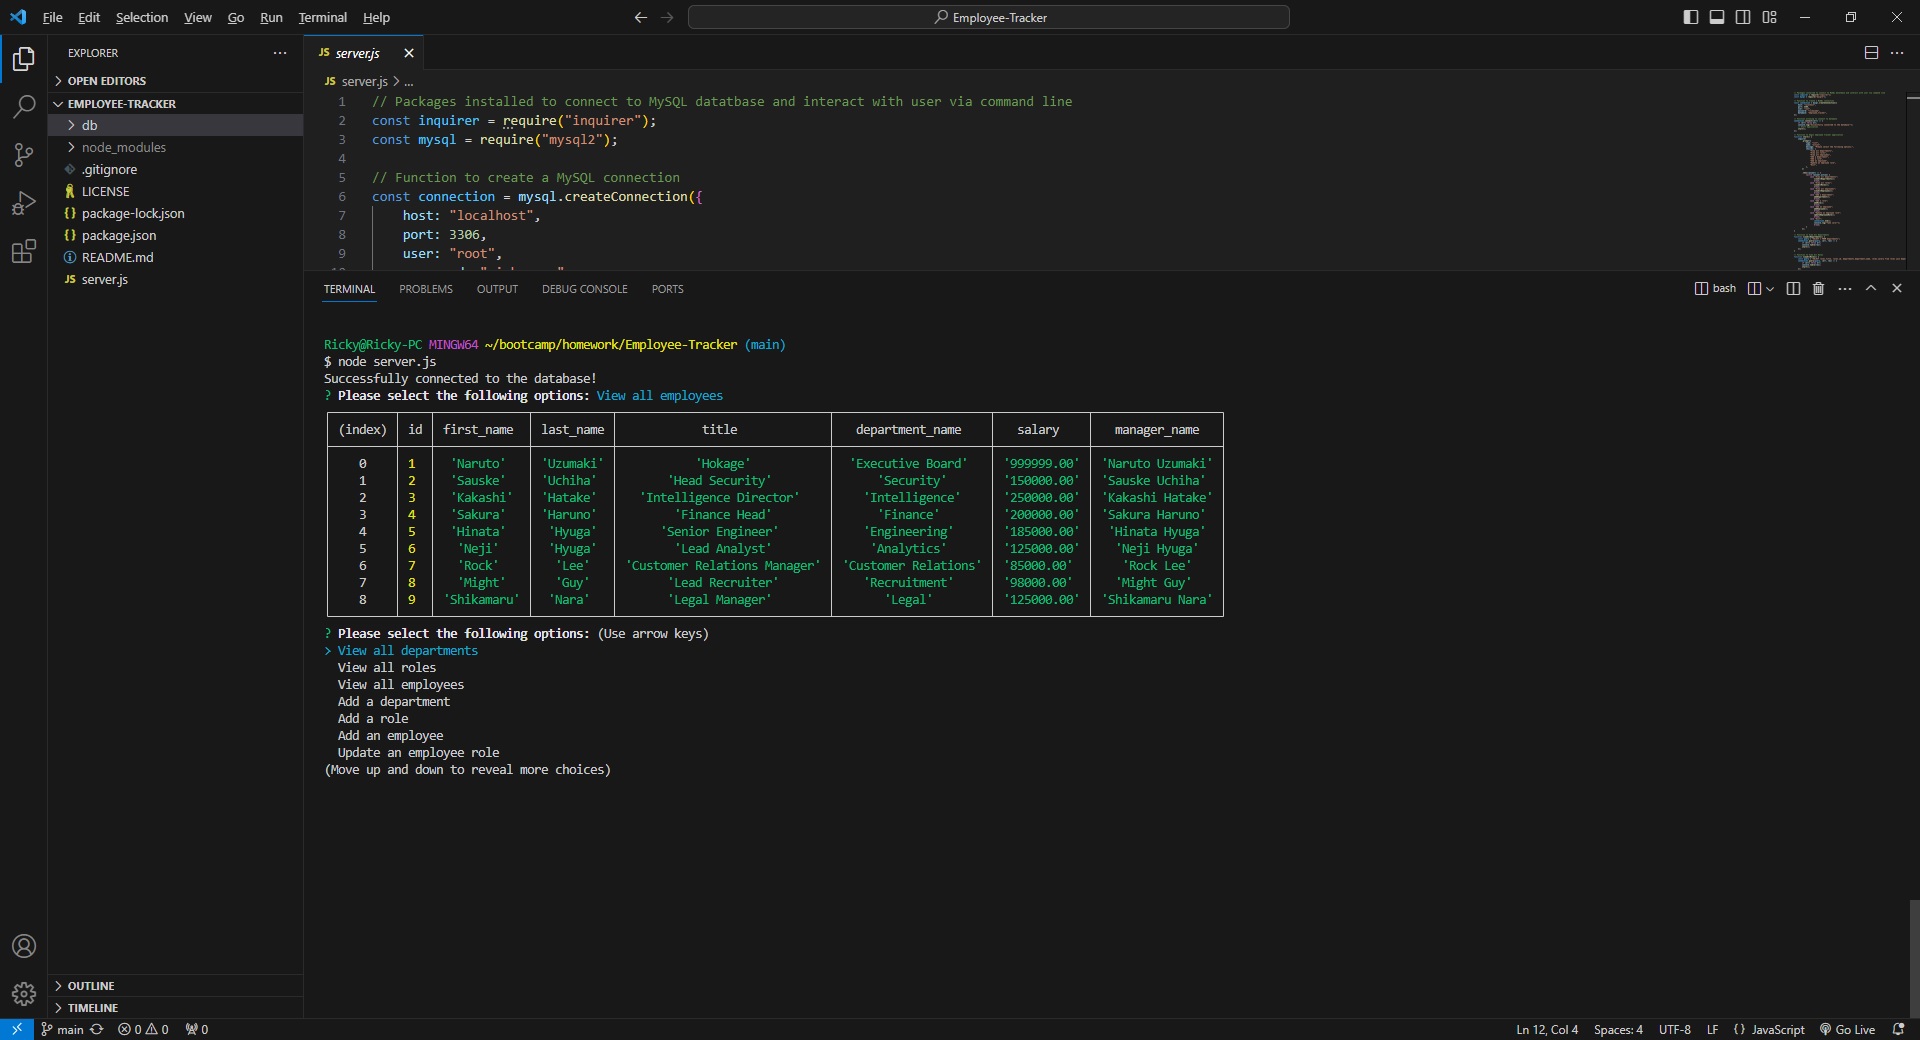 File Edit Selection View Go Run Terminal Help
Employee-Tracker
EXPLORER
OPEN EDITORS
EMPLOYEE-TRACKER
db
node_modules
.gitignore
LICENSE
package-lock.json
package.json
README.md
JS server.js
OUTLINE
TIMELINE
JS server.js
JS server.js > ...
1 // Packages installed to connect to MySQL datatbase and interact with user via command line
2 const inquirer = require("inquirer");
3 const mysql = require("mysql2");
4
5 // Function to create a MySQL connection
6 const connection = mysql.createConnection({
7 host: "localhost",
8 port: 3306,
9 user: "root",
TERMINAL PROBLEMS OUTPUT DEBUG CONSOLE PORTS
bash
Ricky@Ricky-PC MINGW64 ~/bootcamp/homework/Employee-Tracker (main)
$ node server.js
Successfully connected to the database!
? Please select the following options: View all employees
(index) id first_name last_name title department_name salary manager_name
0 1 'Naruto' 'Uzumaki' 'Hokage' 'Executive Board' '999999.00' 'Naruto Uzumaki'
1 2 'Sauske' 'Uchiha' 'Head Security' 'Security' '150000.00' 'Sauske Uchiha'
2 3 'Kakashi' 'Hatake' 'Intelligence Director' 'Intelligence' '250000.00' 'Kakashi Hatake'
3 4 'Sakura' 'Haruno' 'Finance Head' 'Finance' '200000.00' 'Sakura Haruno'
4 5 'Hinata' 'Hyuga' 'Senior Engineer' 'Engineering' '185000.00' 'Hinata Hyuga'
5 6 'Neji' 'Hyuga' 'Lead Analyst' 'Analytics' '125000.00' 'Neji Hyuga'
6 7 'Rock' 'Lee' 'Customer Relations Manager' 'Customer Relations' '85000.00' 'Rock Lee'
7 8 'Might' 'Guy' 'Lead Recruiter' 'Recruitment' '98000.00' 'Might Guy'
8 9 'Shikamaru' 'Nara' 'Legal Manager' 'Legal' '125000.00' 'Shikamaru Nara'
? Please select the following options: (Use arrow keys)
> View all departments
View all roles
View all employees
Add a department
Add a role
Add an employee
Update an employee role
(Move up and down to reveal more choices)
main 0 0 0
Ln 12, Col 4 Spaces: 4 UTF-8 LF {} JavaScript Go Live